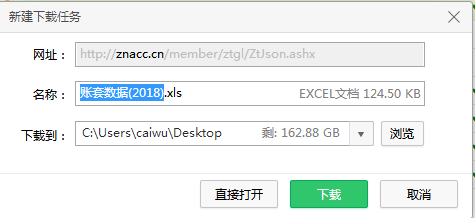 新建下载任务
网址： http://znacc.cn/member/ztgl/ZtJson.ashx
名称： 账套数据(2018).xls EXCEL文档 124.50 KB
下载到： C:\Users\caiwu\Desktop 剩: 162.88 GB 浏览
直接打开 下载 取消